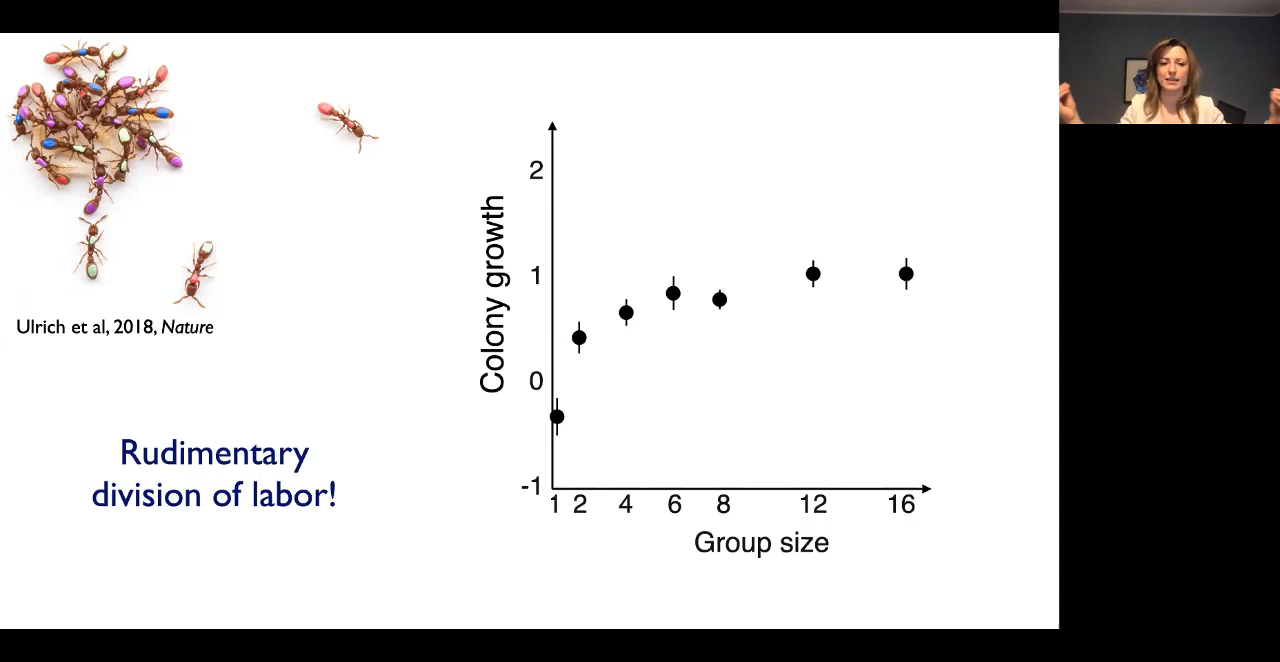 Ulrich et al, 2018, Nature
Rudimentary
division of labor!
Colony growth
2
1
0
-1
1 2 4 6 8 12 16
Group size